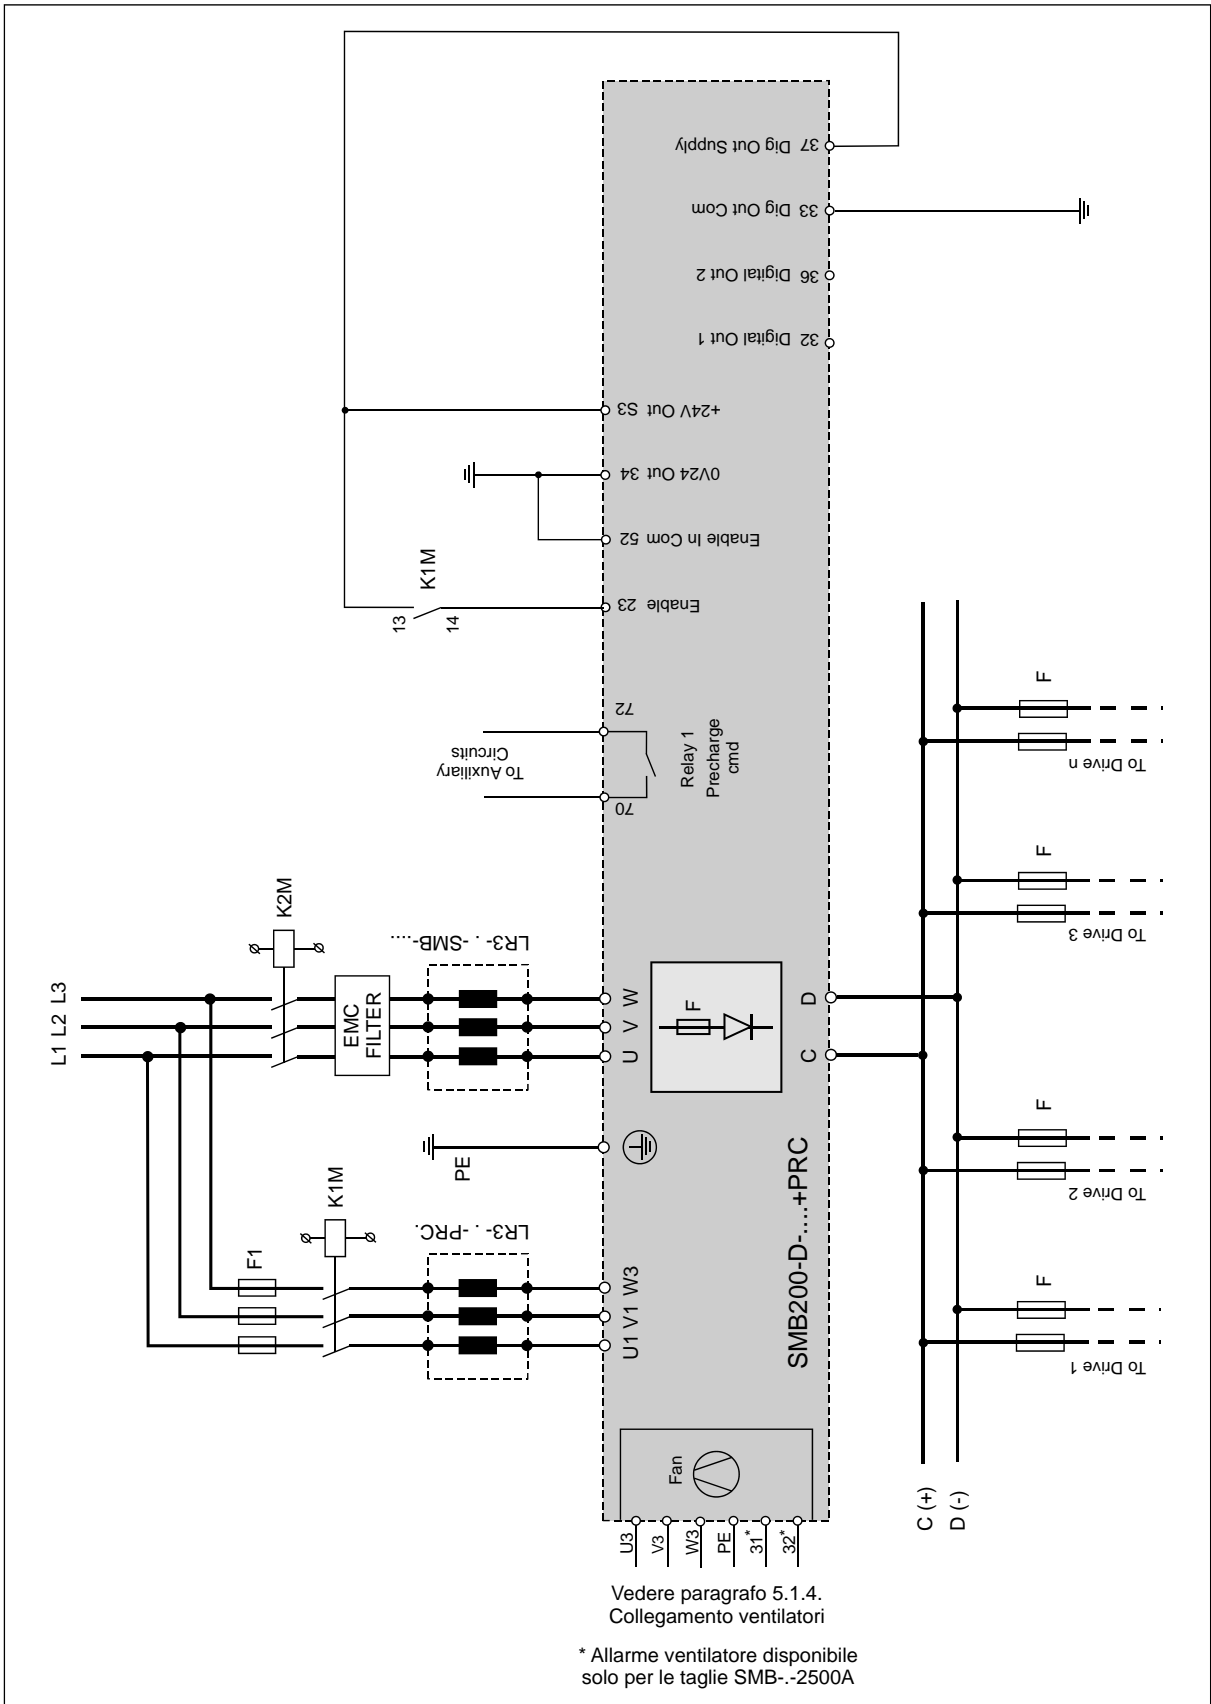 37 Dig Out Supply
33 Dig Out Com
36 Digital Out 2
32 Digital Out 1
+24V Out S3
0V24 Out 34
Enable In Com 52
Enable 23
K1M
13
14
72
70
To Auxiliary
Circuits
Relay 1
Precharge
cmd
F
To Drive n
F
To Drive 3
K2M
L1 L2 L3
EMC
FILTER
LR3- . -SMB-....
U V W
F
C D
PE
SMB200-D-....+PRC
F
To Drive 2
F1
K1M
LR3-. . -PRC.
U1 V1 W3
F
To Drive 1
Fan
C (+)
D (-)
U3
V3
W3
PE
31*
32*
Vedere paragrafo 5.1.4.
Collegamento ventilatori
* Allarme ventilatore disponibile
solo per le taglie SMB-.-2500A